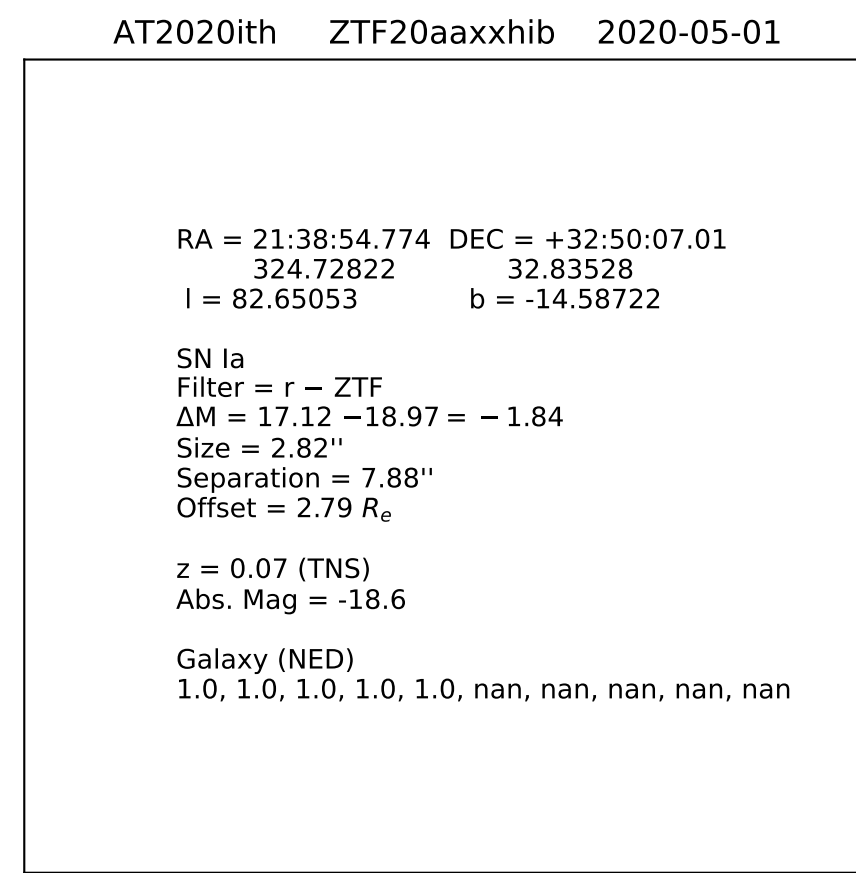 AT2020ith ZTF20aaxxhib 2020-05-01
RA = 21:38:54.774 DEC = +32:50:07.01
324.72822 32.83528
l = 82.65053 b = -14.58722
SN Ia
Filter = r − ZTF
ΔM = 17.12 −18.97 = − 1.84
Size = 2.82''
Separation = 7.88''
Offset = 2.79 Rₑ
z = 0.07 (TNS)
Abs. Mag = -18.6
Galaxy (NED)
1.0, 1.0, 1.0, 1.0, 1.0, nan, nan, nan, nan, nan